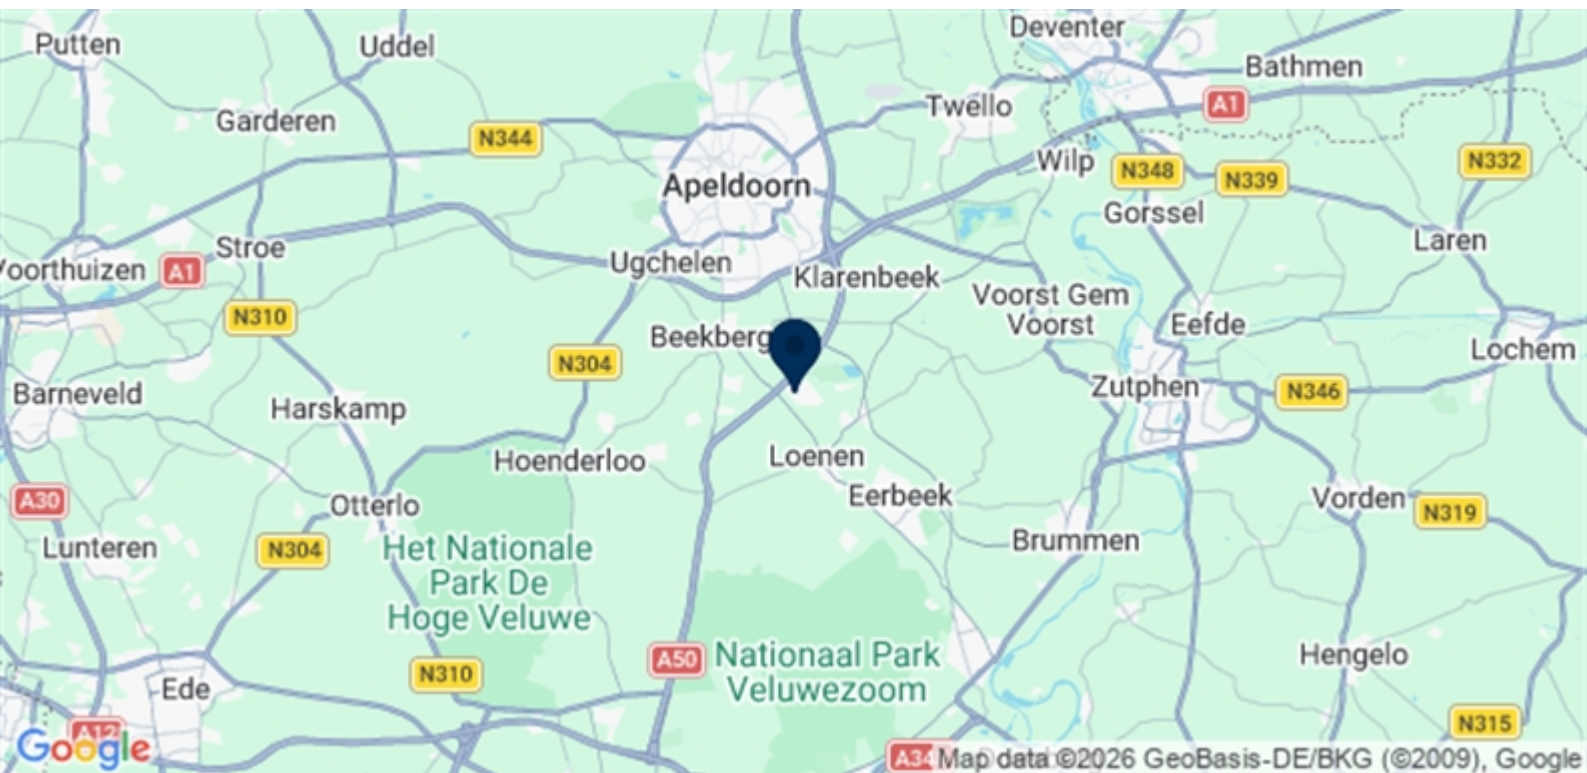 Deventer
Putten
Uddel
Bathmen
A1
Twello
Garderen
N344
Wilp
N332
N348
N339
Apeldoorn
Gorssel
Laren
Stroe
Ugchelen
Voorthuizen
A1
Klarenbeek
Voorst Gem
Voorst
N310
Eefde
Beekberg
Lochem
N304
Zutphen
N346
Barneveld
Harskamp
Loenen
Hoenderloo
Eerbeek
A30
Otterlo
Vorden
N319
Lunteren
N304
Het Nationale
Park De
Hoge Veluwe
Brummen
A50
Nationaal Park
Veluwezoom
Hengelo
N310
Ede
N315
A12
Google
A34
Map data ©2026 GeoBasis-DE/BKG (©2009), Google